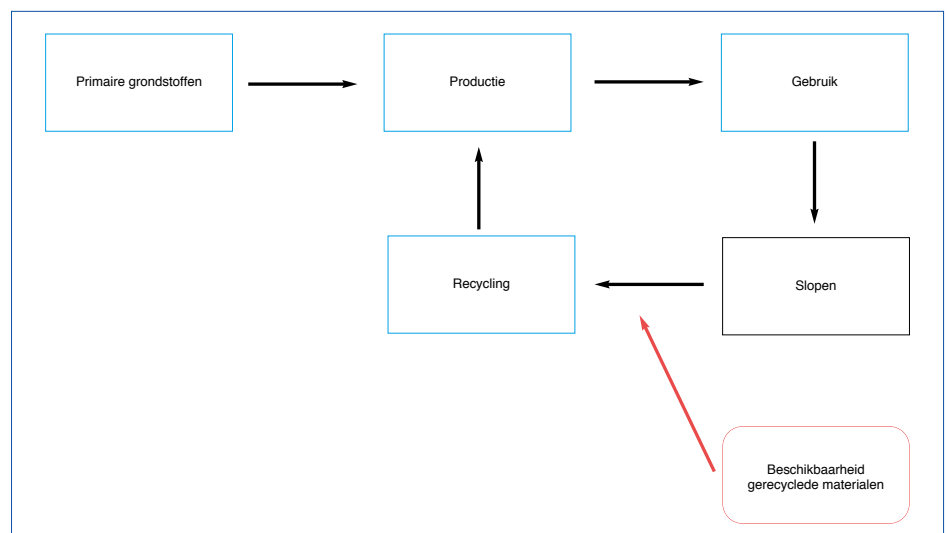 Primaire grondstoffen
Productie
Gebruik
Recycling
Slopen
Beschikbaarheid
gerecyclede materialen